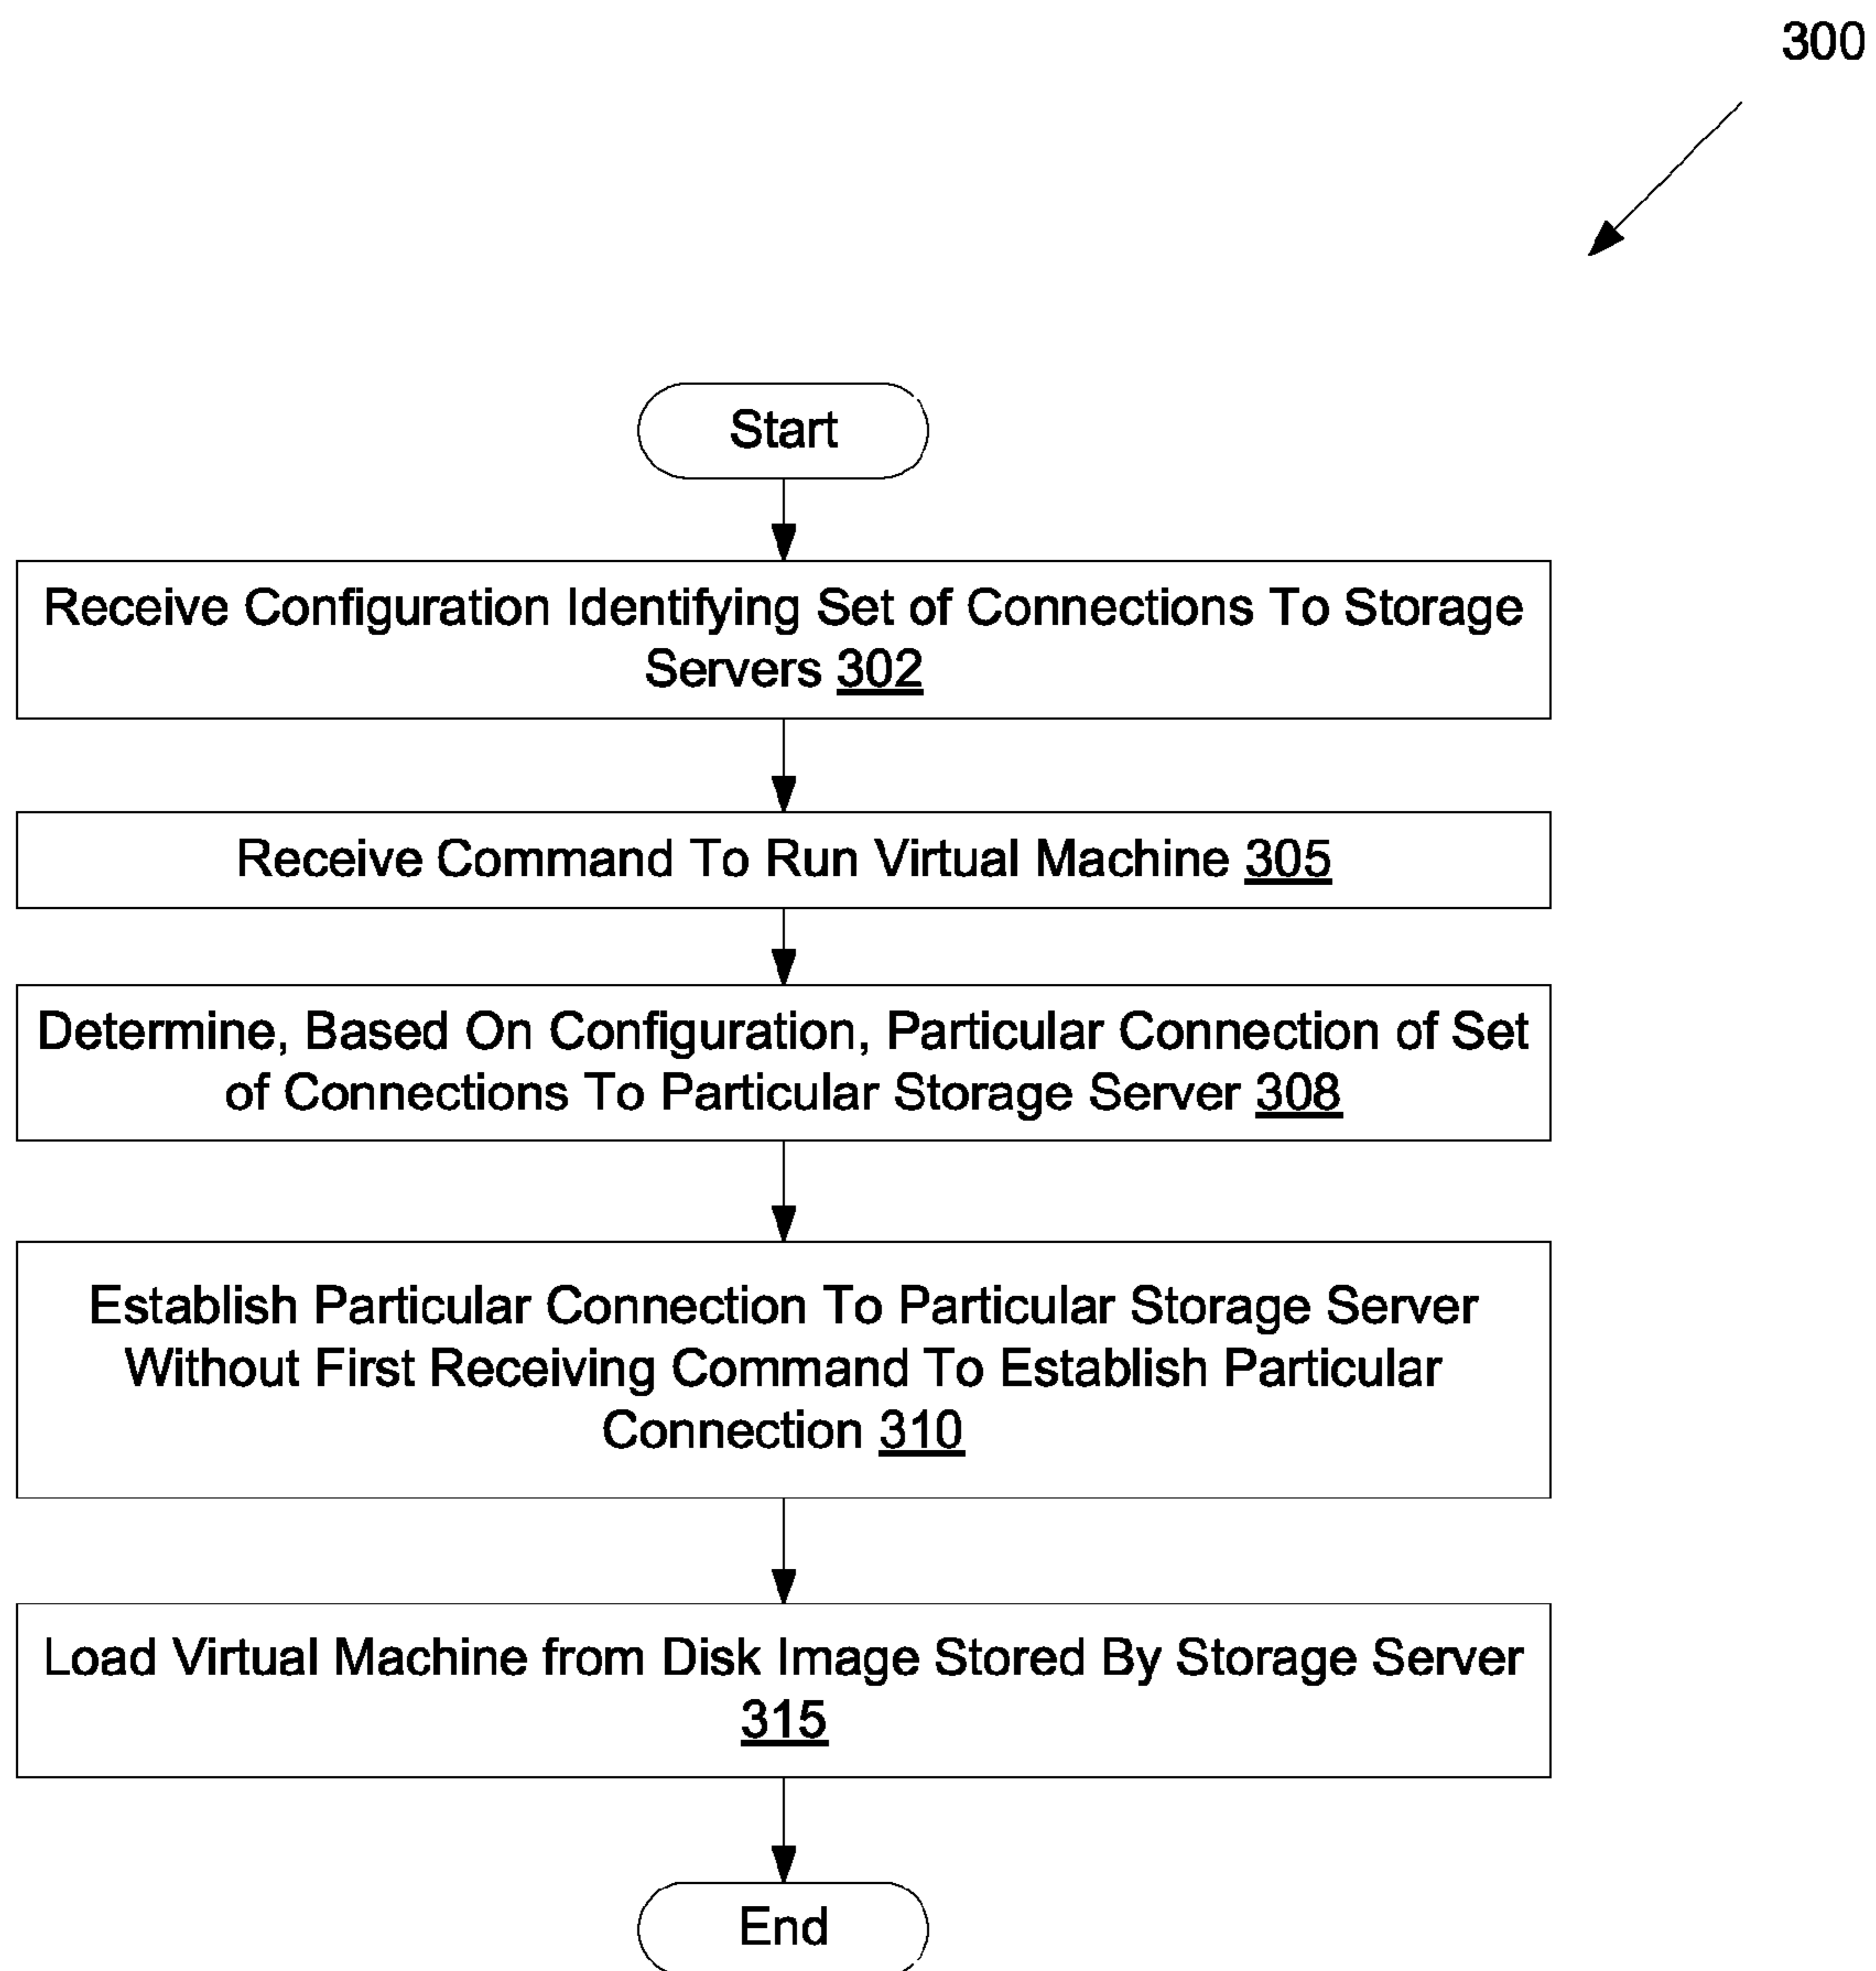 300
Start
Receive Configuration Identifying Set of Connections To Storage
Servers 302
Receive Command To Run Virtual Machine 305
Determine, Based On Configuration, Particular Connection of Set
of Connections To Particular Storage Server 308
Establish Particular Connection To Particular Storage Server
Without First Receiving Command To Establish Particular
Connection 310
Load Virtual Machine from Disk Image Stored By Storage Server
315
End